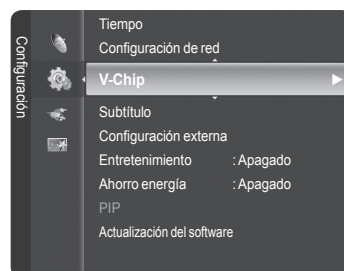 Configuración
Tiempo
Configuración de red
V-Chip
Subtítulo
Configuración externa
Entretenimiento : Apagado
Ahorro energía : Apagado
PIP
Actualización del software